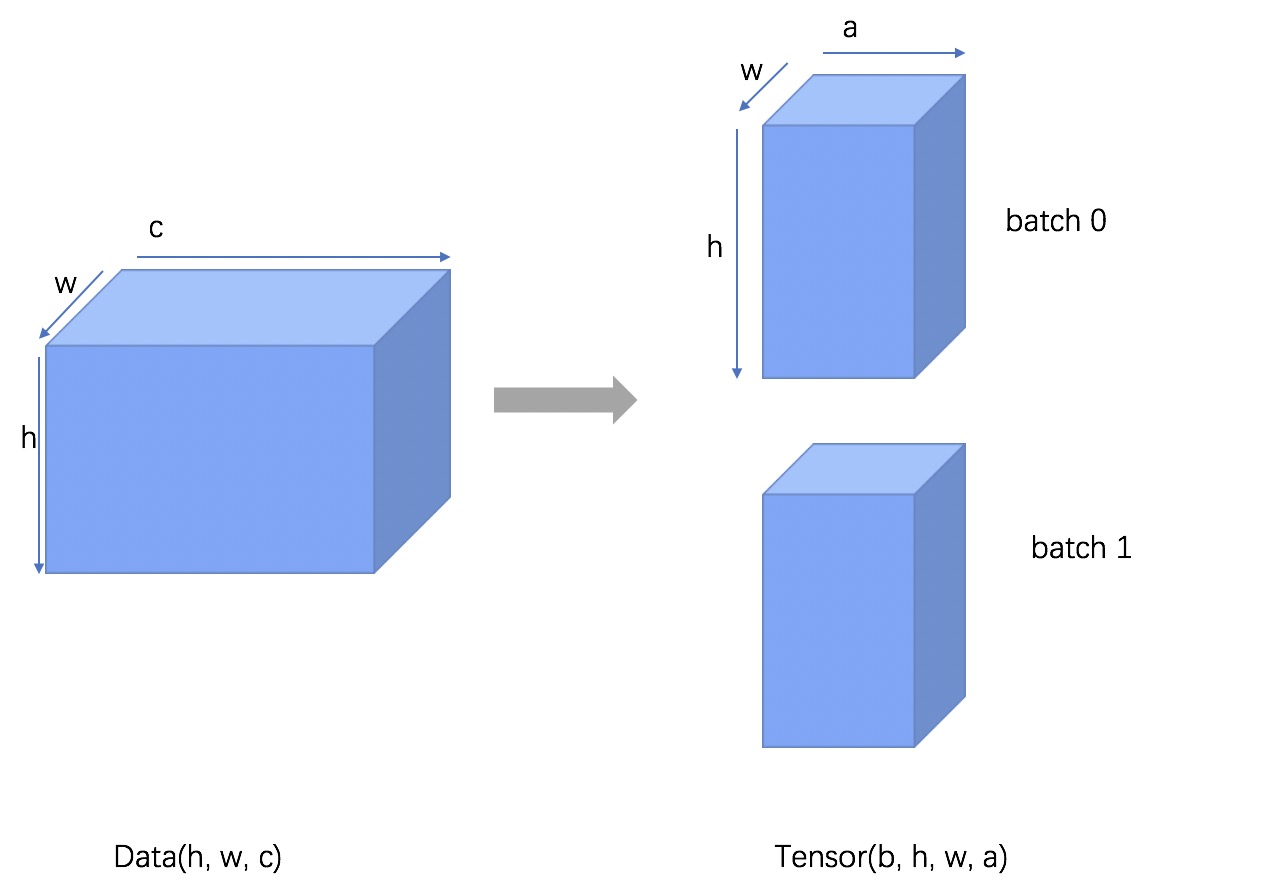 c
w
h
Data(h, w, c)
a
w
h
batch 0
batch 1
Tensor(b, h, w, a)